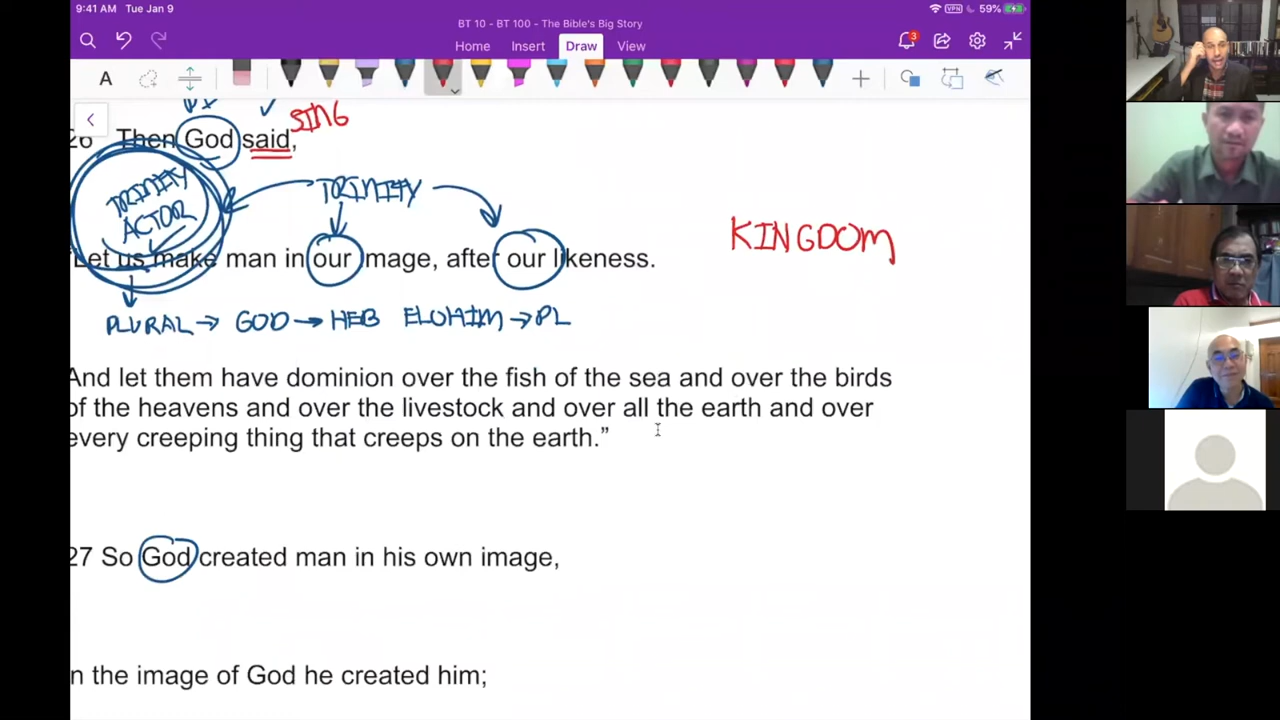 9:41 AM Tue Jan 9
VPN 59%
BT 10 - BT 100 - The Bible's Big Story
Home Insert Draw View
3
A
26 Then God said,
SING
TRINITY
ACTOR
TRINITY
KINGDOM
"Let us make man in our image, after our likeness.
PLURAL → GOD → HEB ELOHIM → PL
And let them have dominion over the fish of the sea and over the birds
of the heavens and over the livestock and over all the earth and over
every creeping thing that creeps on the earth.”
27 So God created man in his own image,
n the image of God he created him;